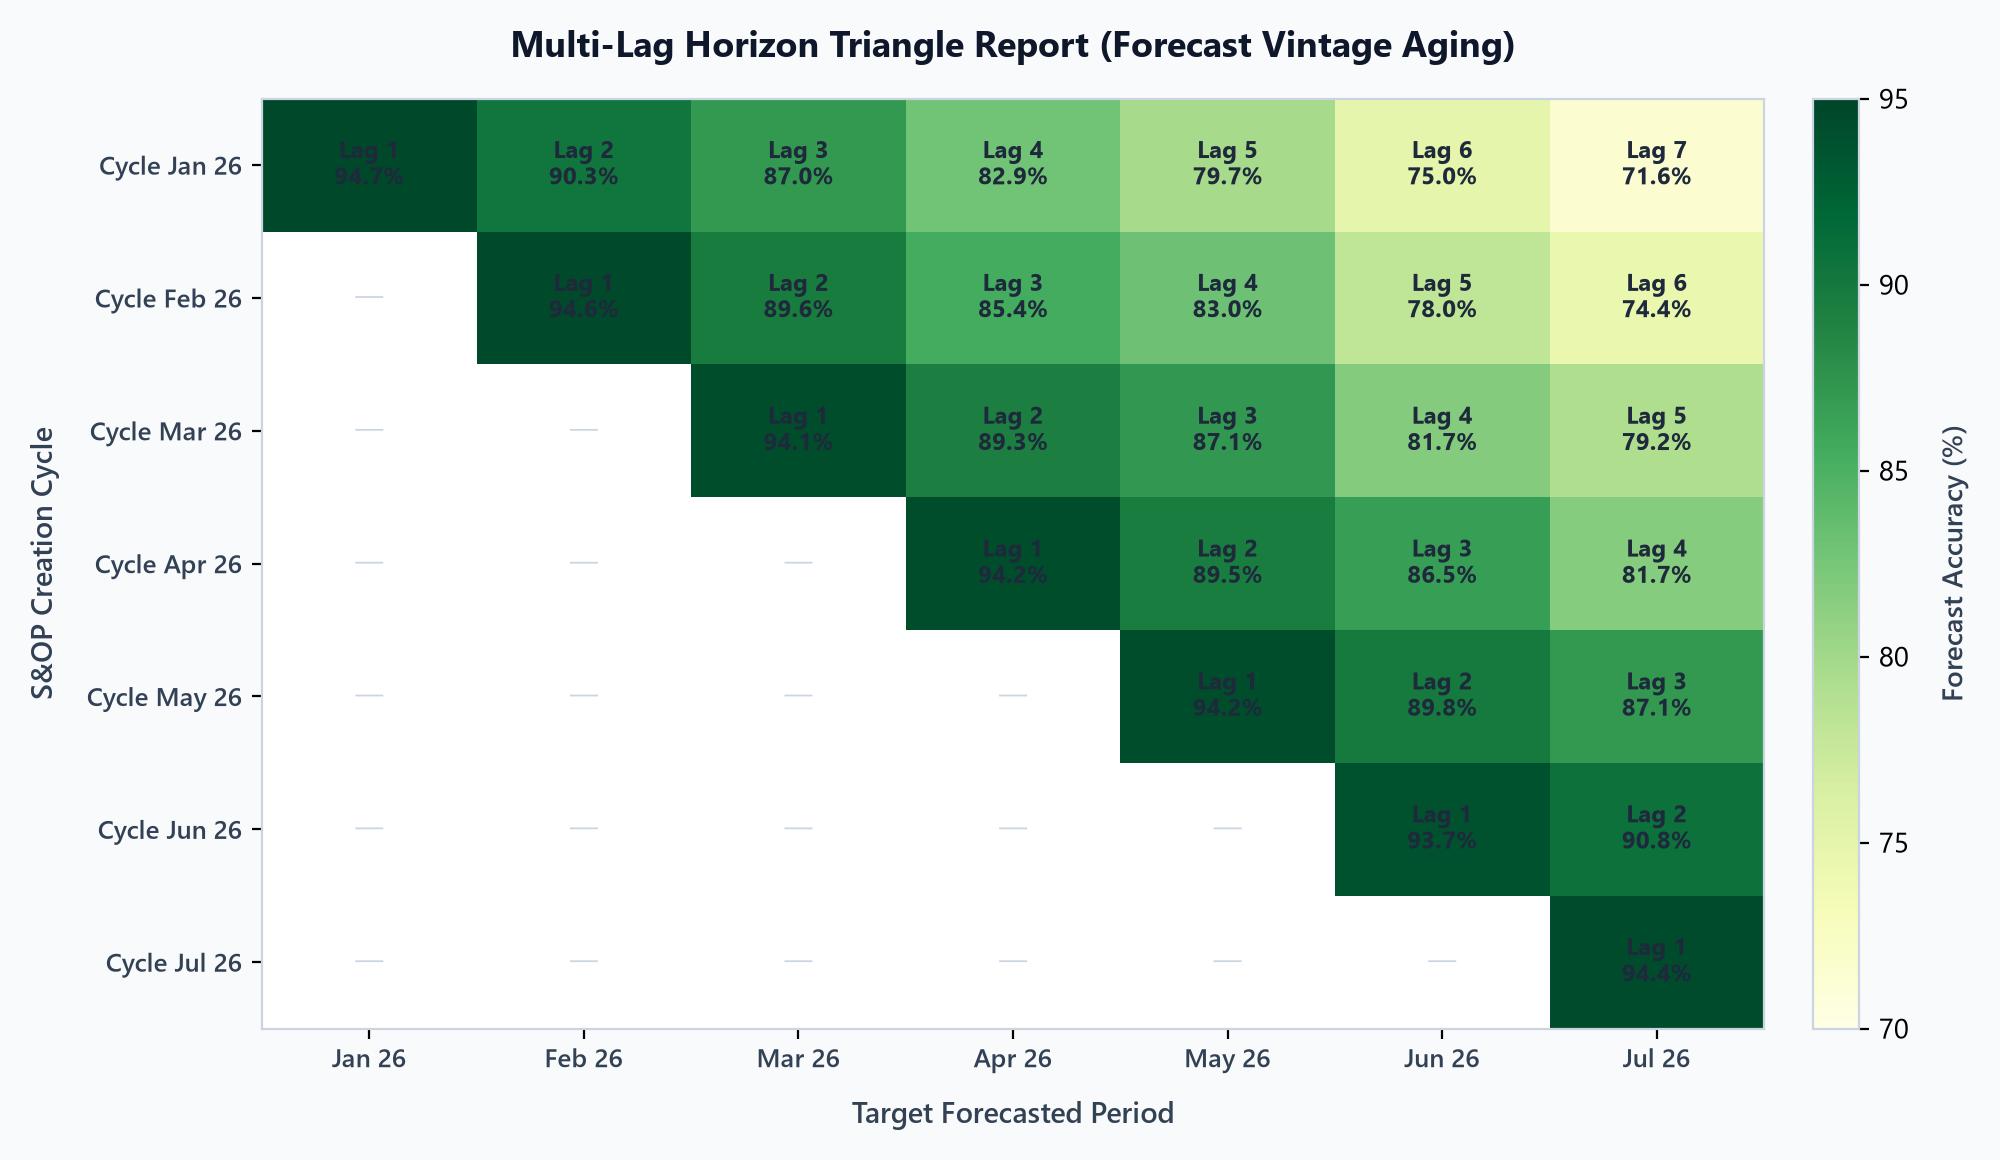 Multi-Lag Horizon Triangle Report (Forecast Vintage Aging)
Cycle Jan 26
Lag 1
94.7%
Lag 2
90.3%
Lag 3
87.0%
Lag 4
82.9%
Lag 5
79.7%
Lag 6
75.0%
Lag 7
71.6%
Cycle Feb 26
—
Lag 1
94.6%
Lag 2
89.6%
Lag 3
85.4%
Lag 4
83.0%
Lag 5
78.0%
Lag 6
74.4%
Cycle Mar 26
—
—
Lag 1
94.1%
Lag 2
89.3%
Lag 3
87.1%
Lag 4
81.7%
Lag 5
79.2%
Cycle Apr 26
—
—
—
Lag 1
94.2%
Lag 2
89.5%
Lag 3
86.5%
Lag 4
81.7%
Cycle May 26
—
—
—
—
Lag 1
94.2%
Lag 2
89.8%
Lag 3
87.1%
Cycle Jun 26
—
—
—
—
—
Lag 1
93.7%
Lag 2
90.8%
Cycle Jul 26
—
—
—
—
—
—
Lag 1
94.4%
S&OP Creation Cycle
Jan 26
Feb 26
Mar 26
Apr 26
May 26
Jun 26
Jul 26
Target Forecasted Period
95
90
85
80
75
70
Forecast Accuracy (%)